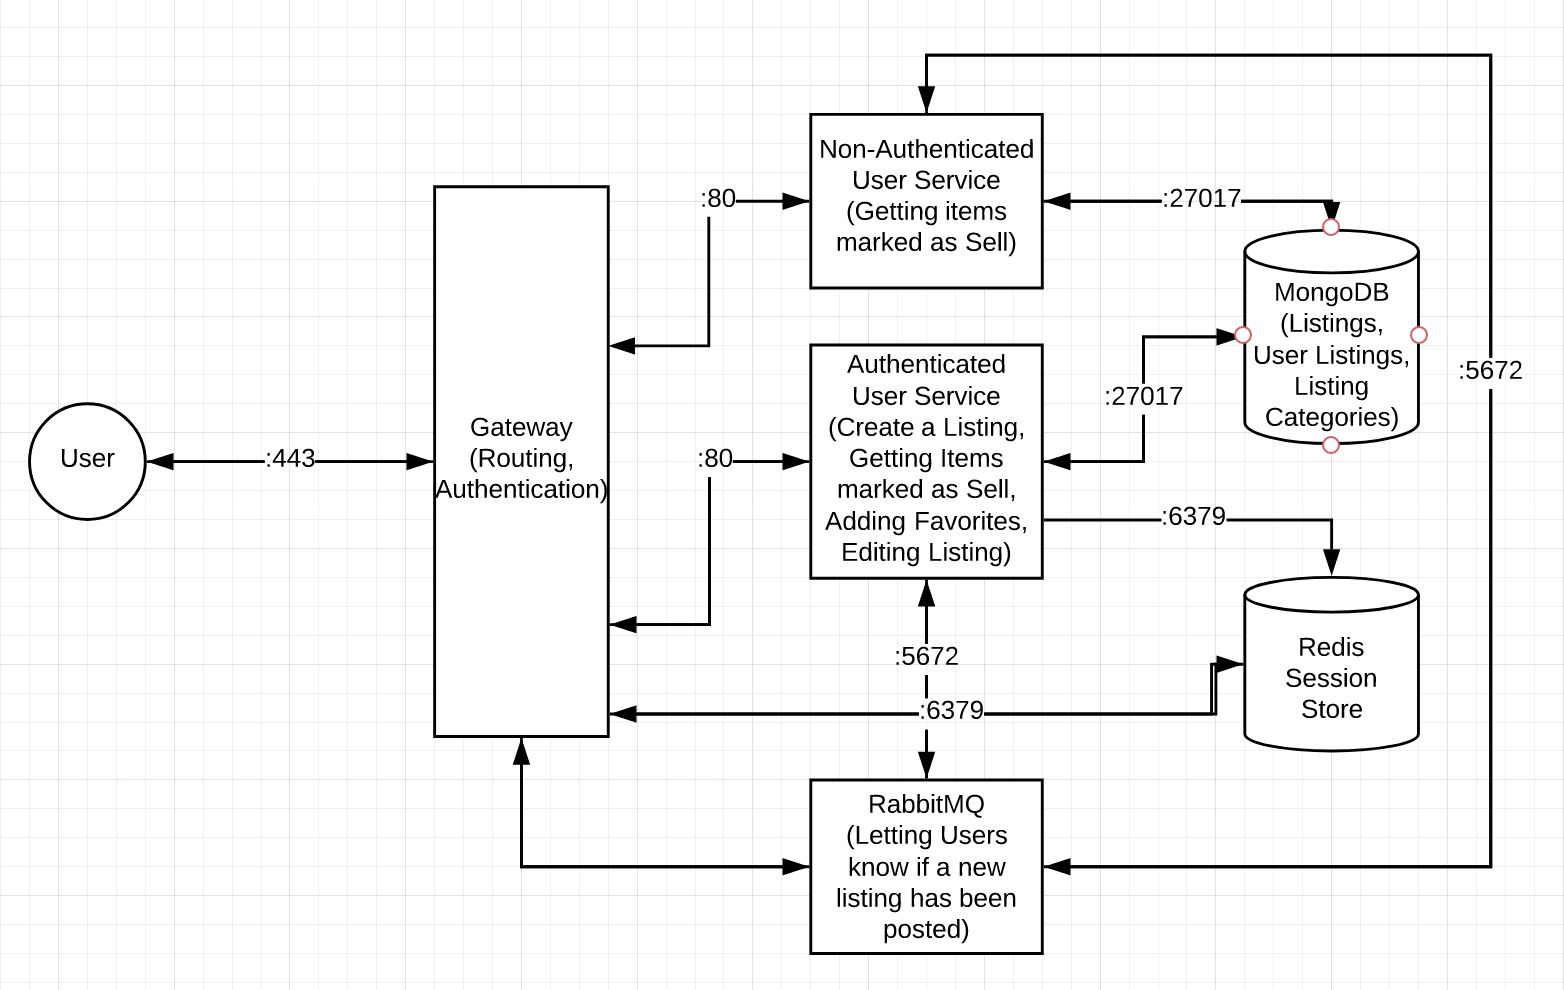 :80
Non-Authenticated
User Service
(Getting items
marked as Sell)
:27017
MongoDB
(Listings,
User Listings,
Listing
Categories)
:5672
User
:443
Gateway
(Routing,
Authentication)
:80
Authenticated
User Service
(Create a Listing,
Getting Items
marked as Sell,
Adding Favorites,
Editing Listing)
:27017
:6379
Redis
Session
Store
:5672
:6379
RabbitMQ
(Letting Users
know if a new
listing has been
posted)